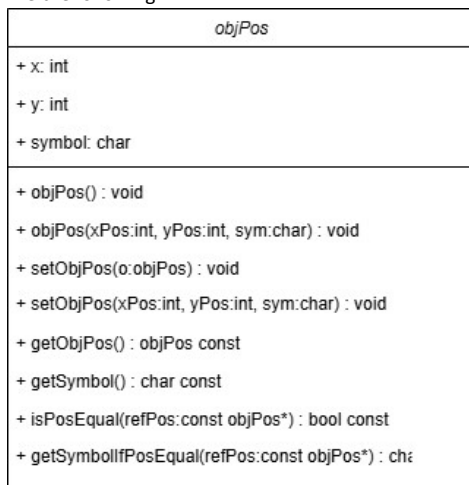 objPos
+ x: int
+ y: int
+ symbol: char
+ objPos() : void
+ objPos(xPos:int, yPos:int, sym:char) : void
+ setObjPos(o:objPos) : void
+ setObjPos(xPos:int, yPos:int, sym:char) : void
+ getObjPos() : objPos const
+ getSymbol() : char const
+ isPosEqual(refPos:const objPos*) : bool const
+ getSymbolIfPosEqual(refPos:const objPos*) :